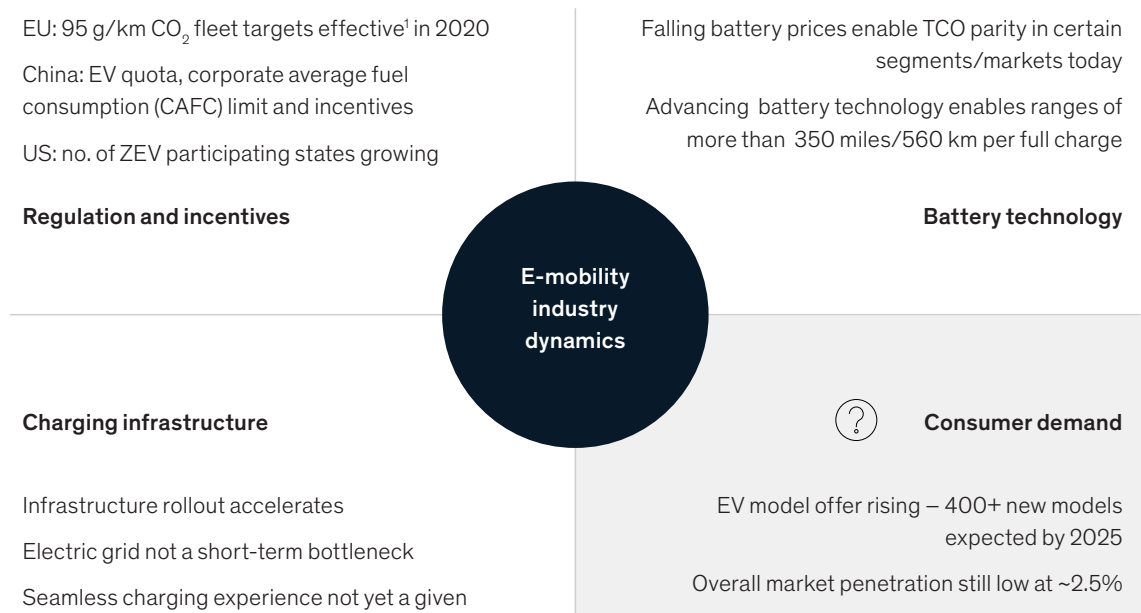 EU: 95 g/km CO₂ fleet targets effective¹ in 2020
China: EV quota, corporate average fuel
consumption (CAFC) limit and incentives
US: no. of ZEV participating states growing
Regulation and incentives
Falling battery prices enable TCO parity in certain
segments/markets today
Advancing battery technology enables ranges of
more than 350 miles/560 km per full charge
Battery technology
E-mobility
industry
dynamics
Charging infrastructure
Infrastructure rollout accelerates
Electric grid not a short-term bottleneck
Seamless charging experience not yet a given
?
Consumer demand
EV model offer rising – 400+ new models
expected by 2025
Overall market penetration still low at ~2.5%